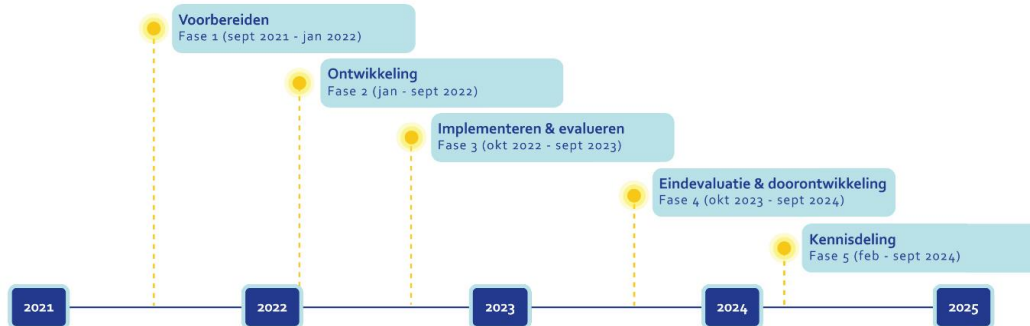 Voorbereiden
Fase 1 (sept 2021 - jan 2022)
Ontwikkeling
Fase 2 (jan - sept 2022)
Implementeren & evalueren
Fase 3 (okt 2022 - sept 2023)
Eindevaluatie & doorontwikkeling
Fase 4 (okt 2023 - sept 2024)
Kennisdeling
Fase 5 (feb - sept 2024)
2021
2022
2023
2024
2025